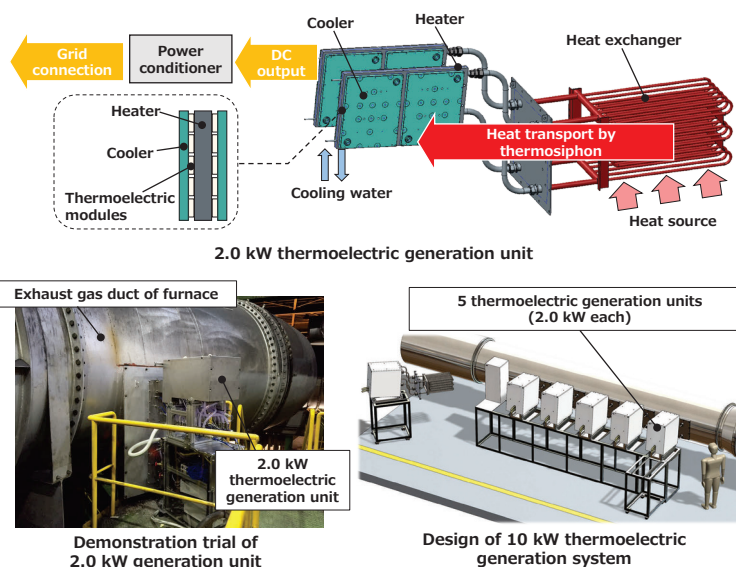 Grid
connection
Power
conditioner
DC
output
Cooler
Heater
Heat exchanger
Heater
Cooler
Thermoelectric
modules
Heat transport by
thermosiphon
Cooling water
Heat source
2.0 kW thermoelectric generation unit
Exhaust gas duct of furnace
2.0 kW
thermoelectric
generation unit
Demonstration trial of
2.0 kW generation unit
5 thermoelectric generation units
(2.0 kW each)
Design of 10 kW thermoelectric
generation system